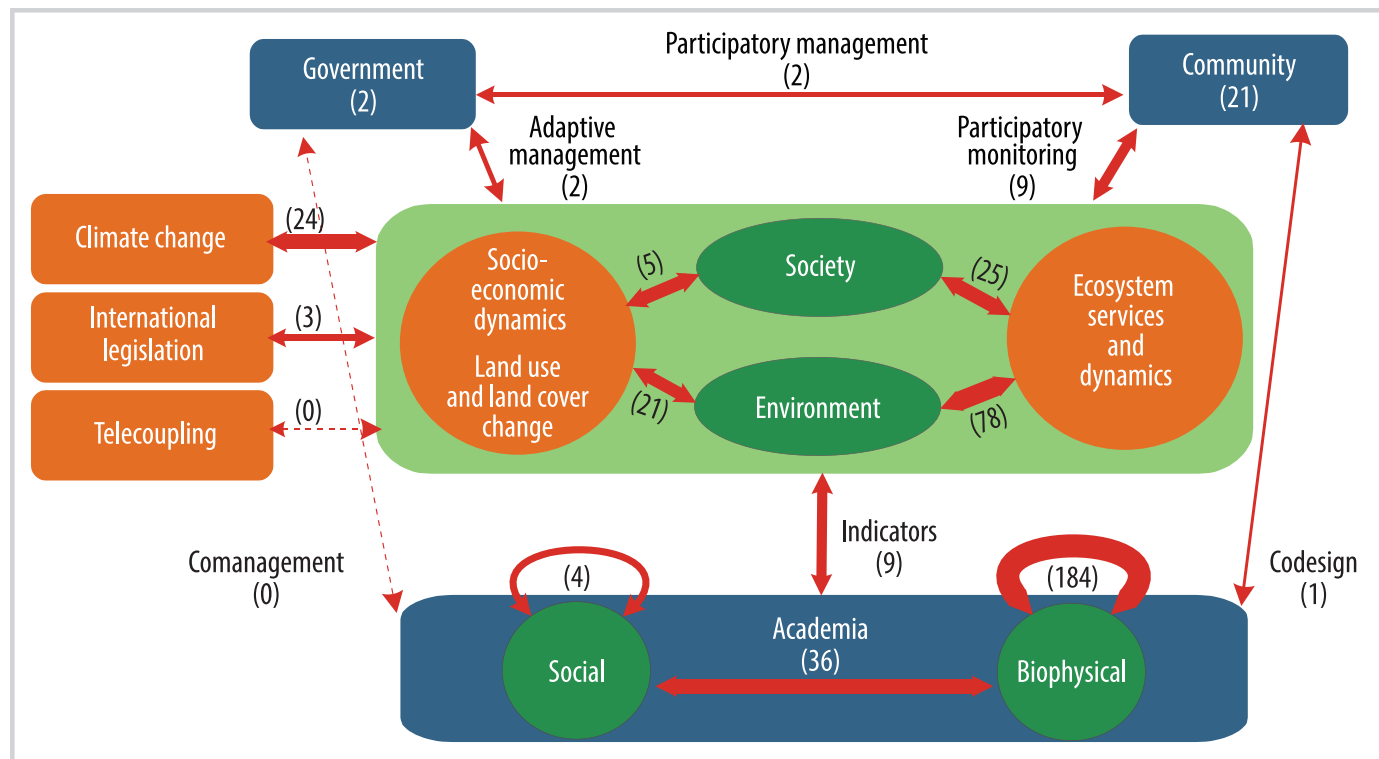 Participatory management
(2)
Government
(2)
Community
(21)
Adaptive
management
(2)
Participatory
monitoring
(9)
Climate change
(24)
International
legislation
(3)
Telecoupling
(0)
Socio-
economic
dynamics
Land use
and land cover
change
(5)
Society
(25)
(21)
Environment
(78)
Ecosystem
services
and
dynamics
Comanagement
(0)
Indicators
(9)
Codesign
(1)
(4)
(184)
Academia
(36)
Social
Biophysical